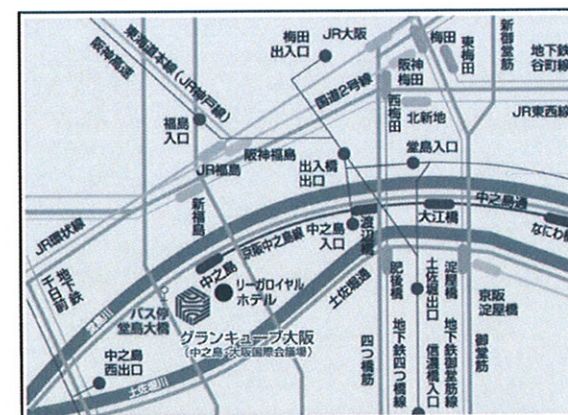 東海道本線(JR神戸線)
阪神高速
梅田
出入口
JR大阪
梅田
東梅田
新御堂筋
地下鉄
谷町線
国道2号線
阪神
梅田
西梅田
北新地
JR東西線
福島
入口
阪神福島
JR福島
出入橋
出口
堂島入口
新福島
JR環状線
京阪中之島線
中之島
入口
渡辺橋
大江橋
中之島通
なにわ橋
地下鉄
千日前
中之島
リーガロイヤル
ホテル
土佐堀通
肥後橋
土佐堀出口
淀屋橋
京阪
淀屋橋
バス停
堂島大橋
堂島川
グランキューブ大阪
(中之島・大阪国際会議場)
中之島
西出口
土佐堀川
四つ橋筋
地下鉄四つ橋線
信濃橋入口
地下鉄御堂筋線
御堂筋